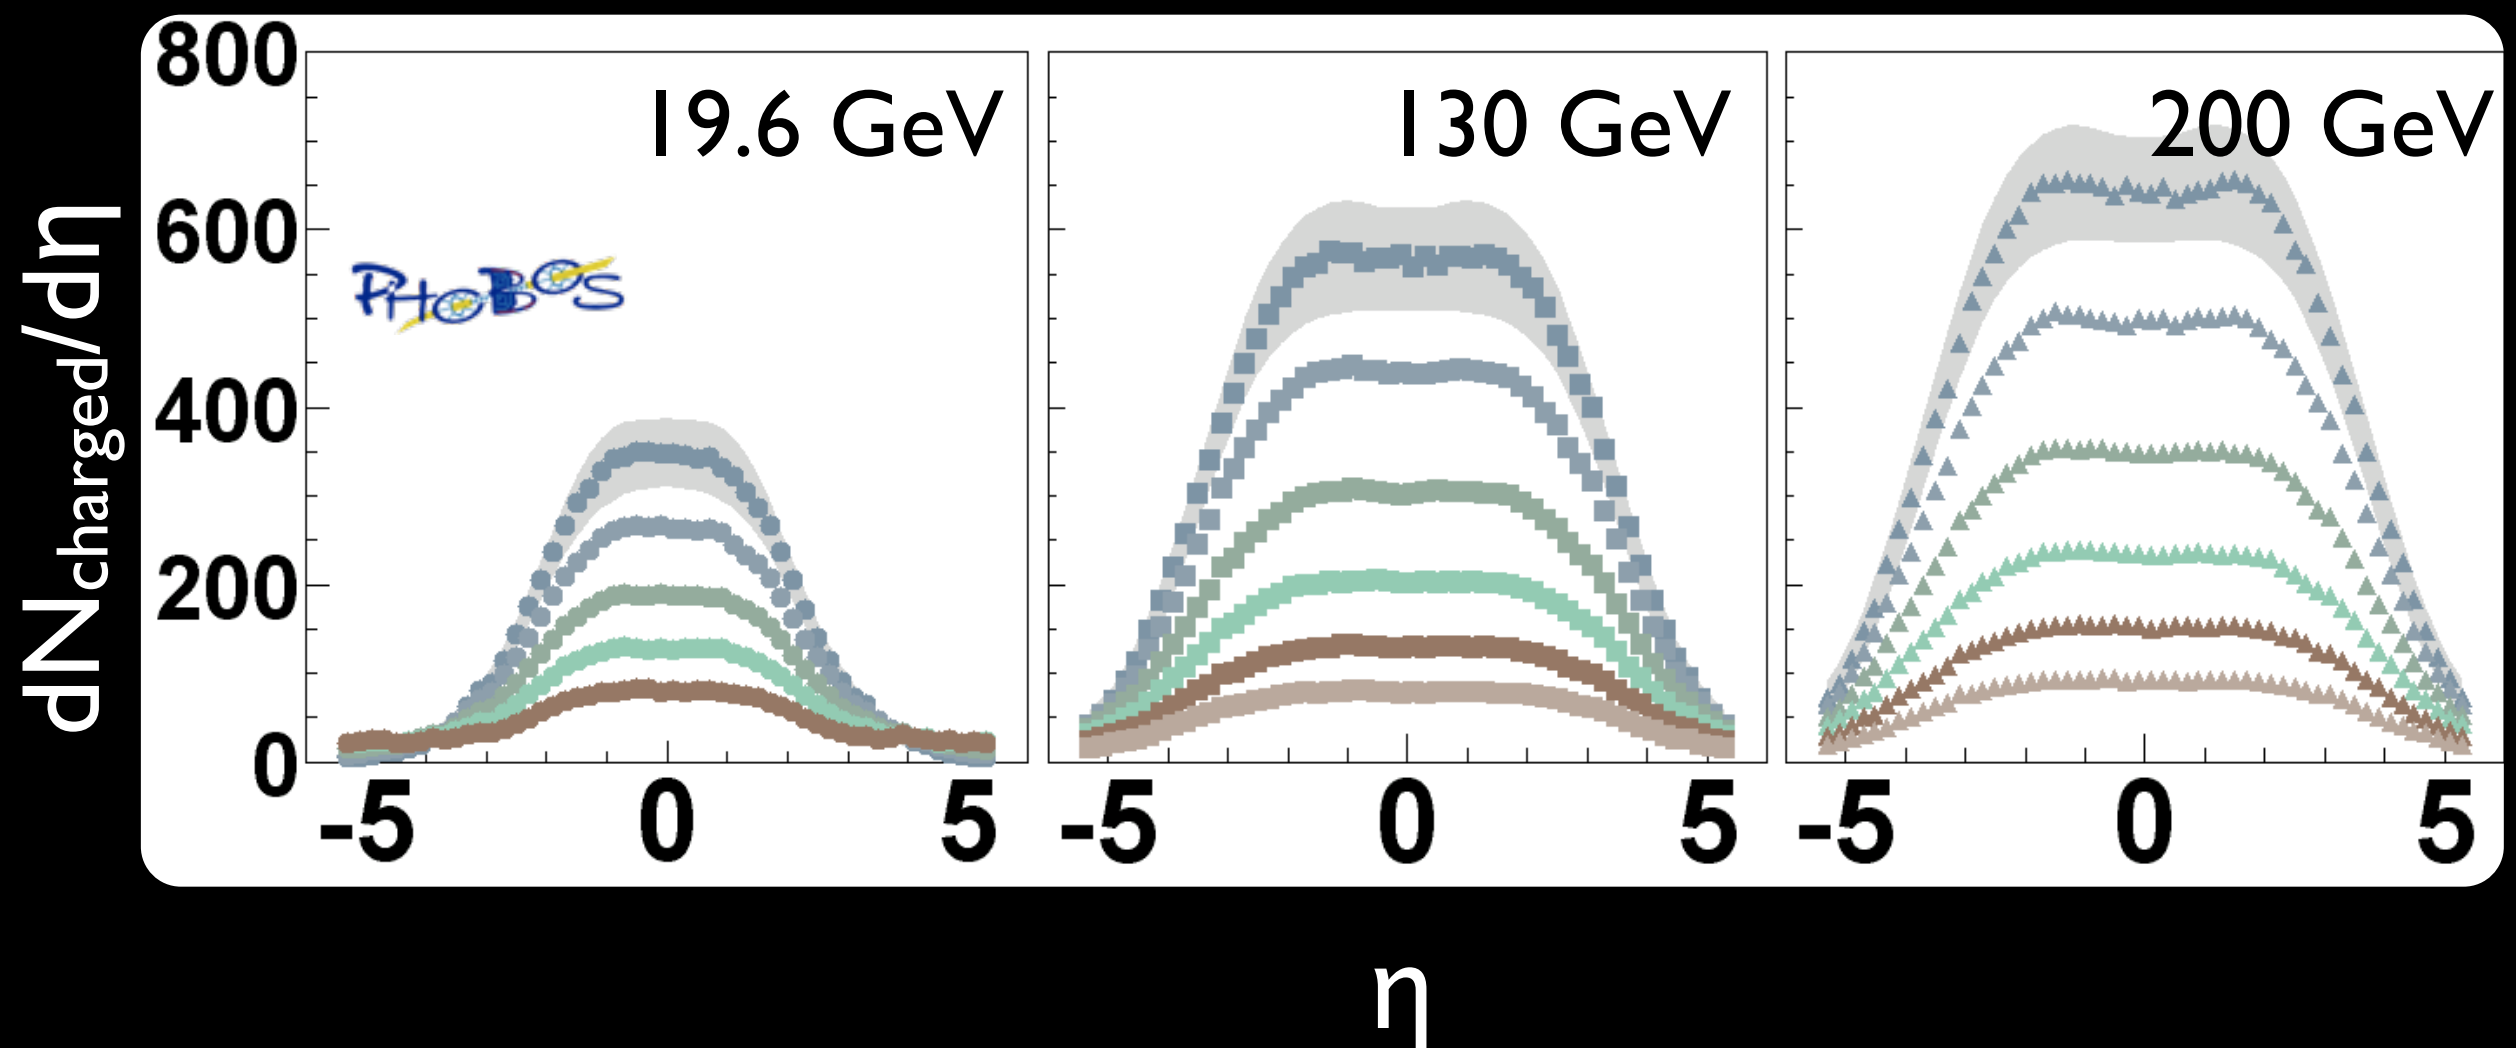 dNcharged/dη
800
600
400
200
0
19.6 GeV
130 GeV
200 GeV
PHOBOS
-5 0 5
-5 0 5
-5 0 5
η